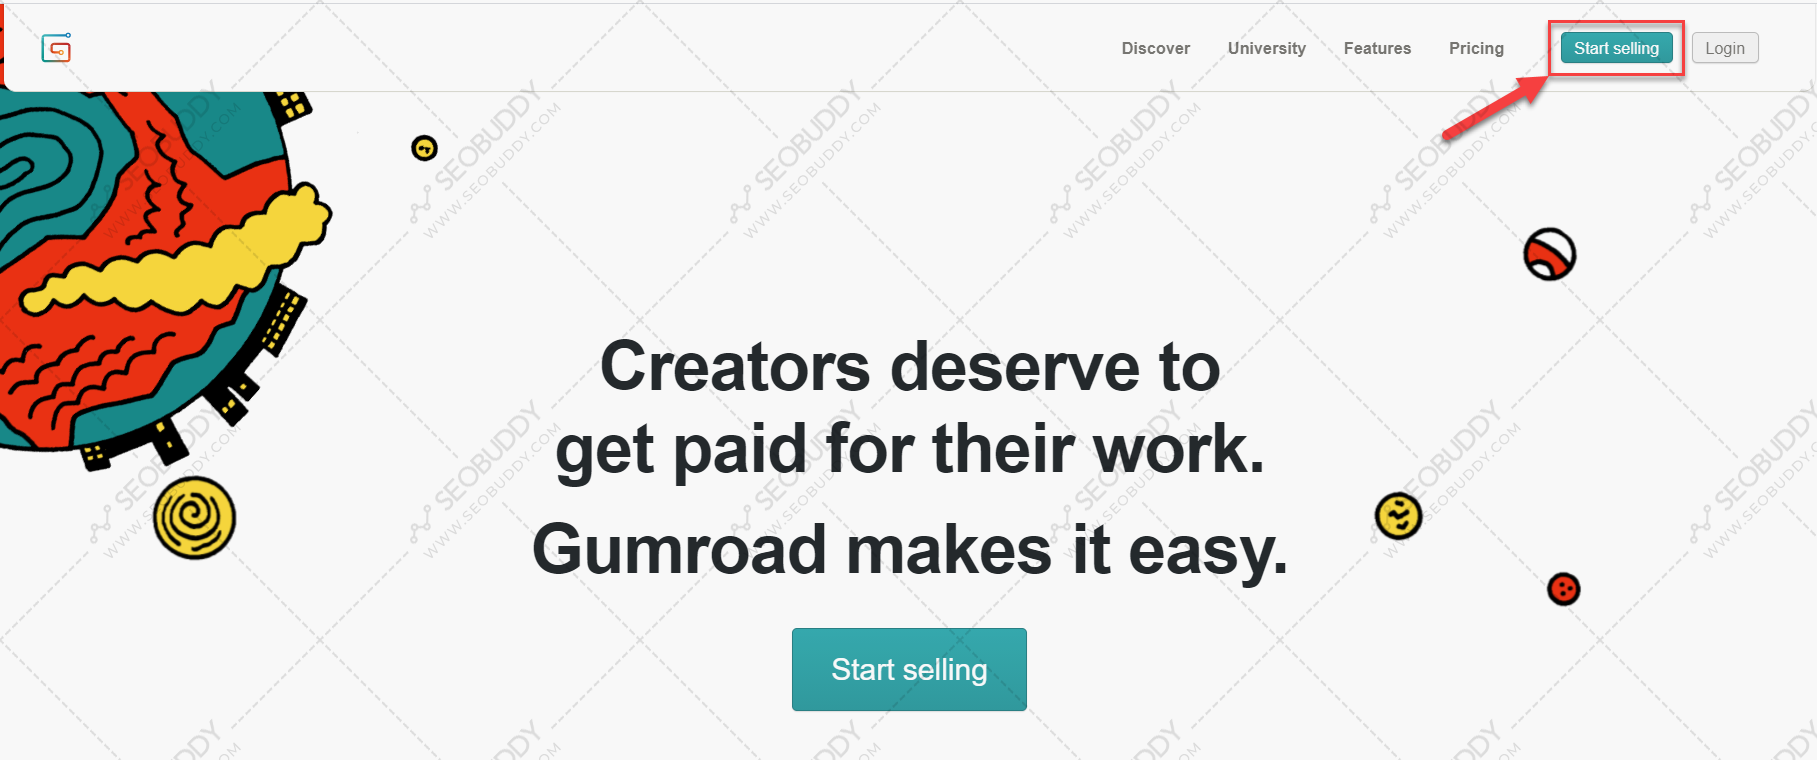 Discover University Features Pricing Start selling Login
SEOBUDDY
WWW.SEOBUDDY.COM
Creators deserve to
get paid for their work.
Gumroad makes it easy.
Start selling